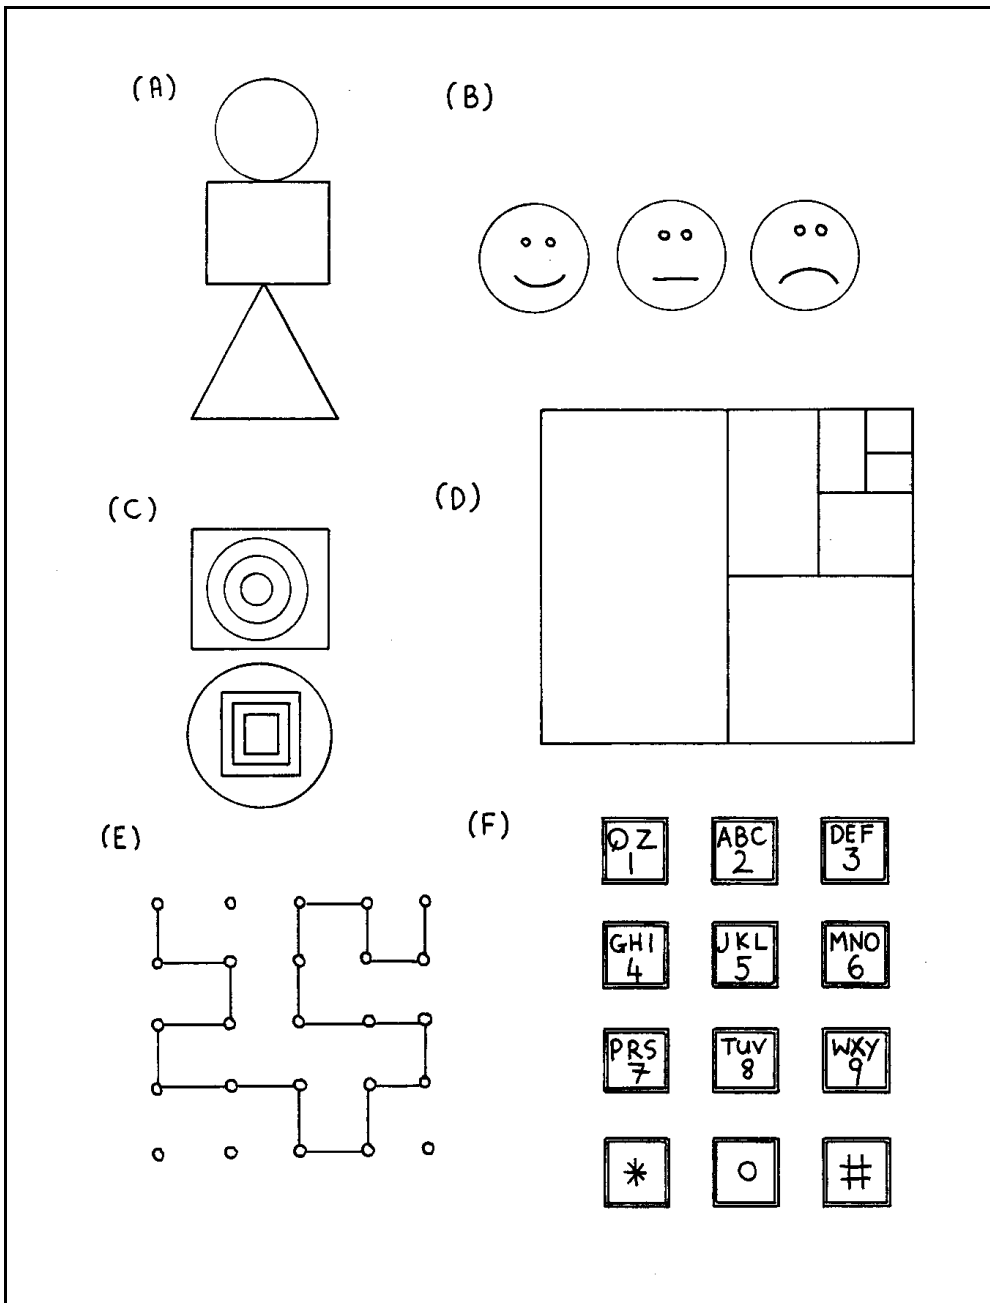 (A)
(B)
(C)
(D)
(E)
(F)
QZ
1
ABC
2
DEF
3
GHI
4
JKL
5
MNO
6
PRS
7
TUV
8
WXY
9
*
0
#